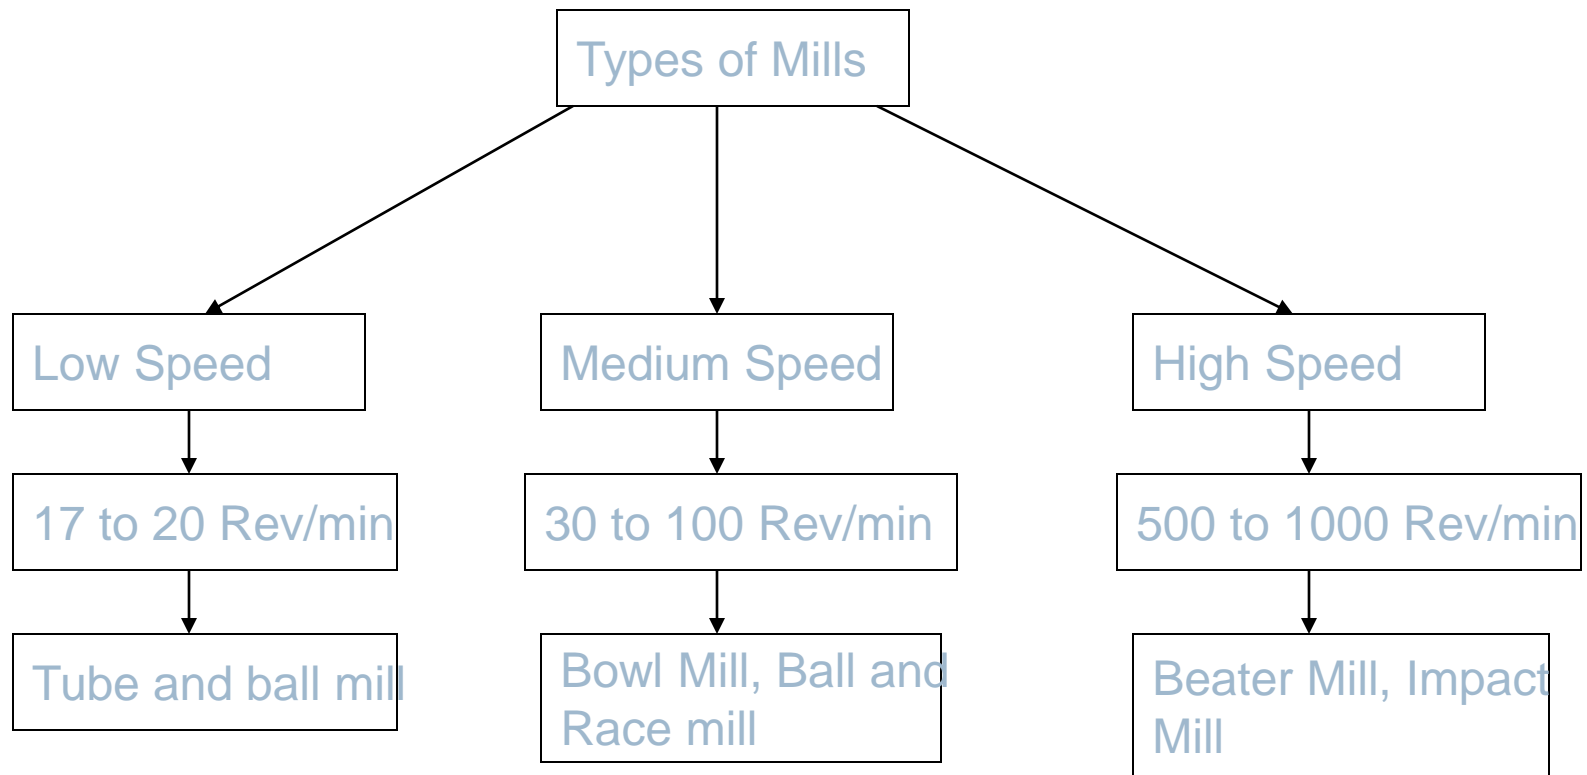 Types of Mills
Low Speed
Medium Speed
High Speed
17 to 20 Rev/min
30 to 100 Rev/min
500 to 1000 Rev/min
Tube and ball mill
Bowl Mill, Ball and
Race mill
Beater Mill, Impact
Mill